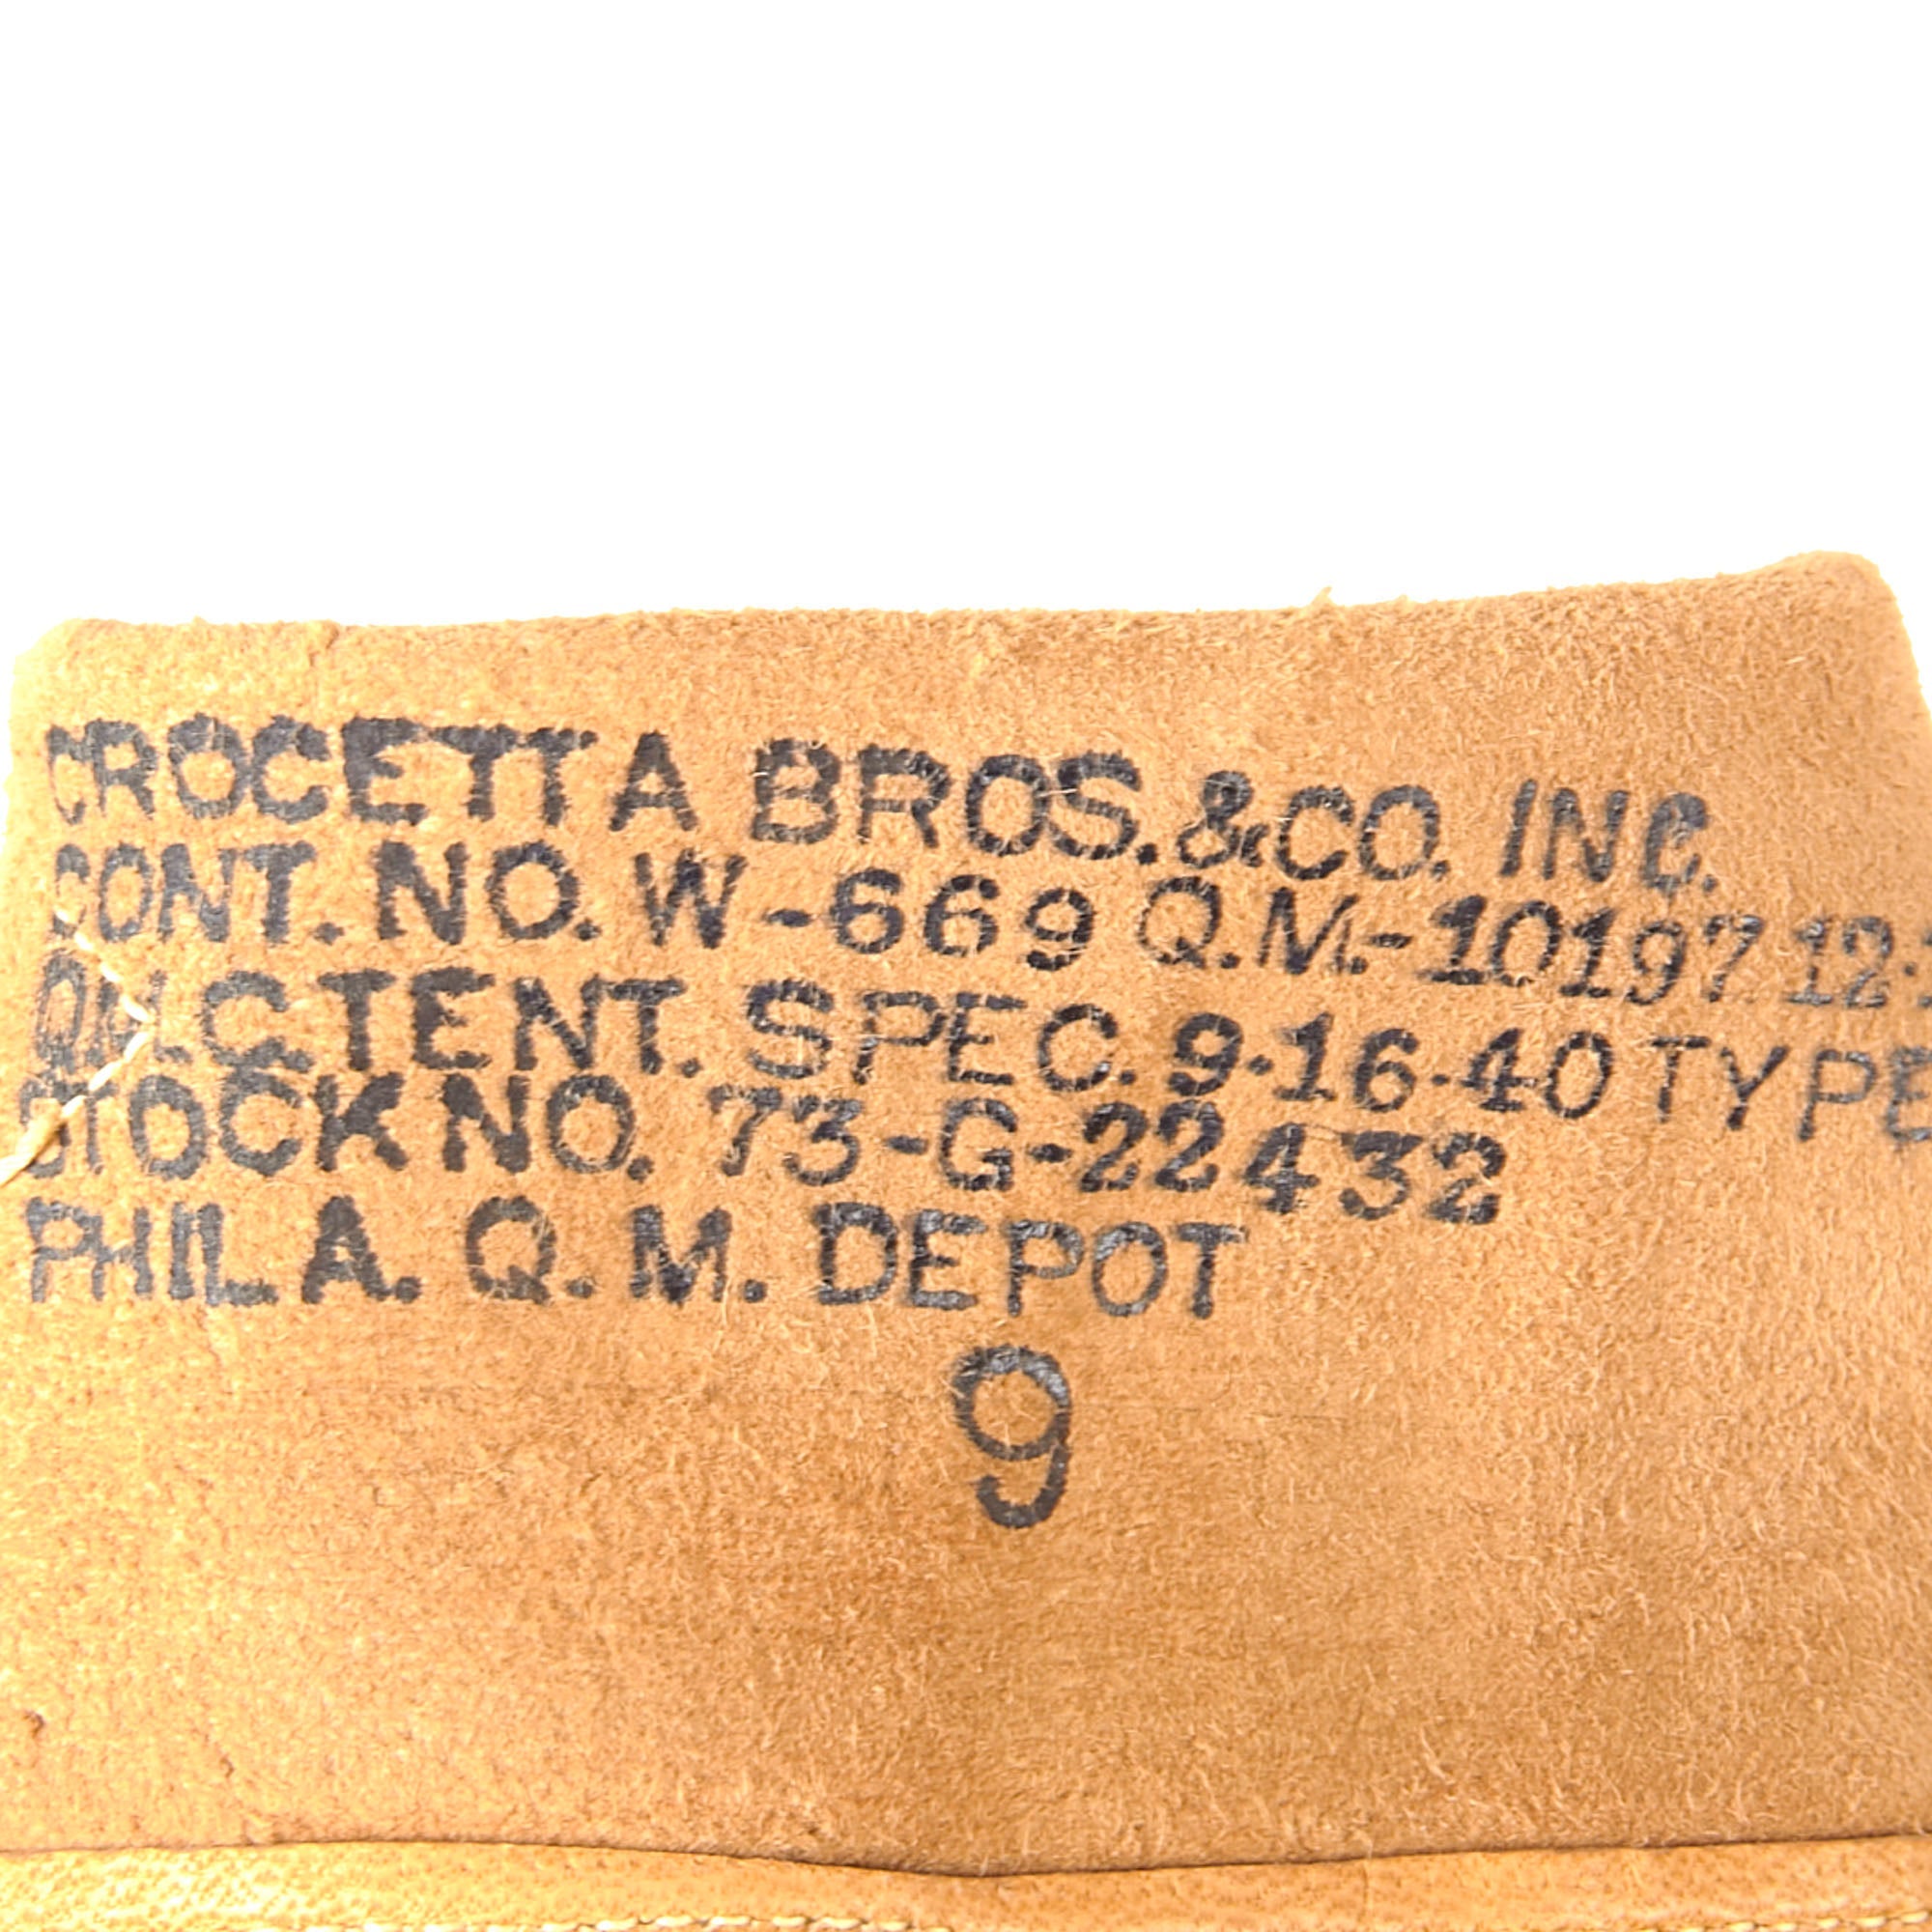 CROCETTA BROS. & CO. INC.
CONT. NO. W-669 Q.M.-10197 12-
Q.M.C. TENT. SPEC. 9-16-40 TYPE
STOCK NO. 73-G-22432
PHILA. Q. M. DEPOT
9